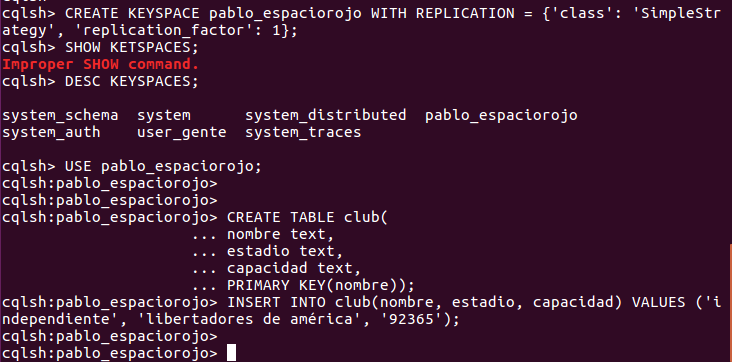 cqlsh> CREATE KEYSPACE pablo_espaciorojo WITH REPLICATION = {'class': 'SimpleStr
ategy', 'replication_factor': 1};
cqlsh> SHOW KETSPACES;
Improper SHOW command.
cqlsh> DESC KEYSPACES;
system_schema  system       system_distributed  pablo_espaciorojo
system_auth    user_gente  system_traces
cqlsh> USE pablo_espaciorojo;
cqlsh:pablo_espaciorojo>
cqlsh:pablo_espaciorojo>
cqlsh:pablo_espaciorojo> CREATE TABLE club(
                     ... nombre text,
                     ... estadio text,
                     ... capacidad text,
                     ... PRIMARY KEY(nombre));
cqlsh:pablo_espaciorojo> INSERT INTO club(nombre, estadio, capacidad) VALUES ('i
ndependiente', 'libertadores de américa', '92365');
cqlsh:pablo_espaciorojo>
cqlsh:pablo_espaciorojo>